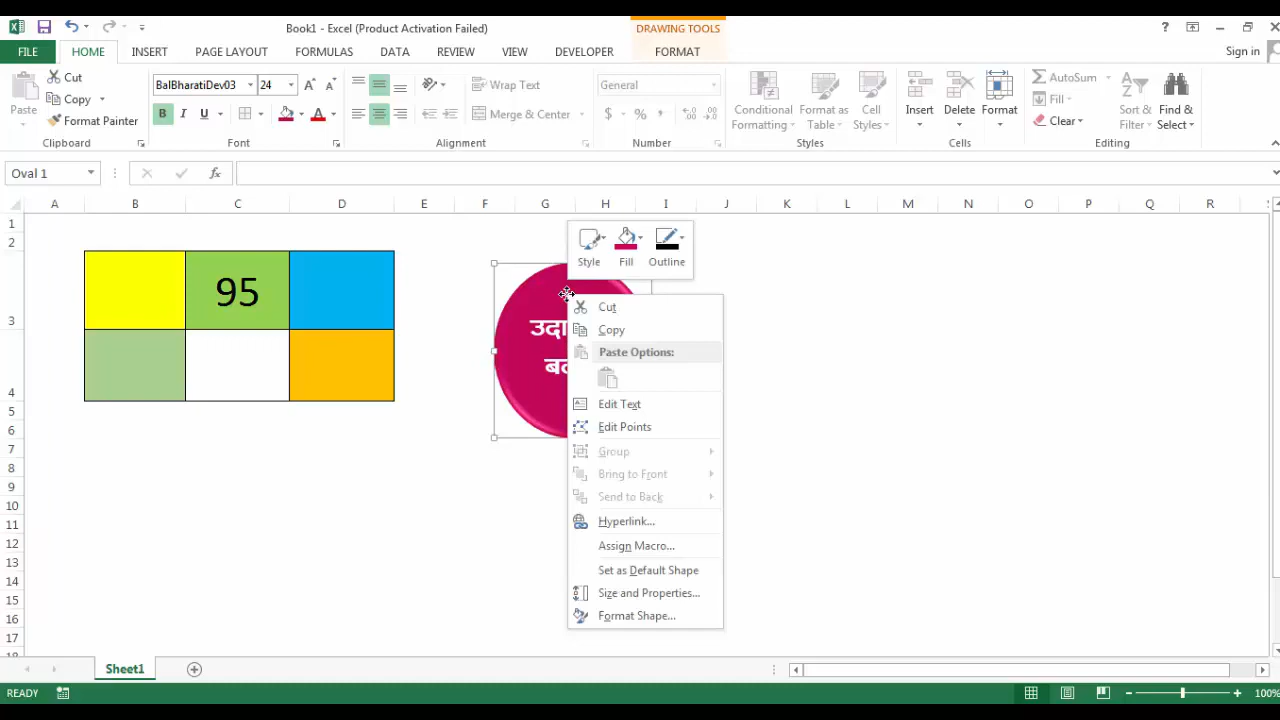 Book1 - Excel (Product Activation Failed)
DRAWING TOOLS
?
FILE
HOME
INSERT
PAGE LAYOUT
FORMULAS
DATA
REVIEW
VIEW
DEVELOPER
FORMAT
Sign in
Paste
Cut
Copy
Format Painter
Clipboard
BalBharatiDev03
24
B
I
U
Font
Wrap Text
Merge & Center
Alignment
General
$ % ,
Number
Conditional Formatting
Format as Table
Cell Styles
Styles
Insert
Delete
Format
Cells
AutoSum
Fill
Clear
Sort & Filter
Find & Select
Editing
Oval 1
fx
A B C D E F G H I J K L M N O P Q R
1
2
3
4
5
6
7
8
9
10
11
12
13
14
15
16
17
18
95
Style
Fill
Outline
Cut
Copy
Paste Options:
Edit Text
Edit Points
Group
Bring to Front
Send to Back
Hyperlink...
Assign Macro...
Set as Default Shape
Size and Properties...
Format Shape...
Sheet1
READY
100%